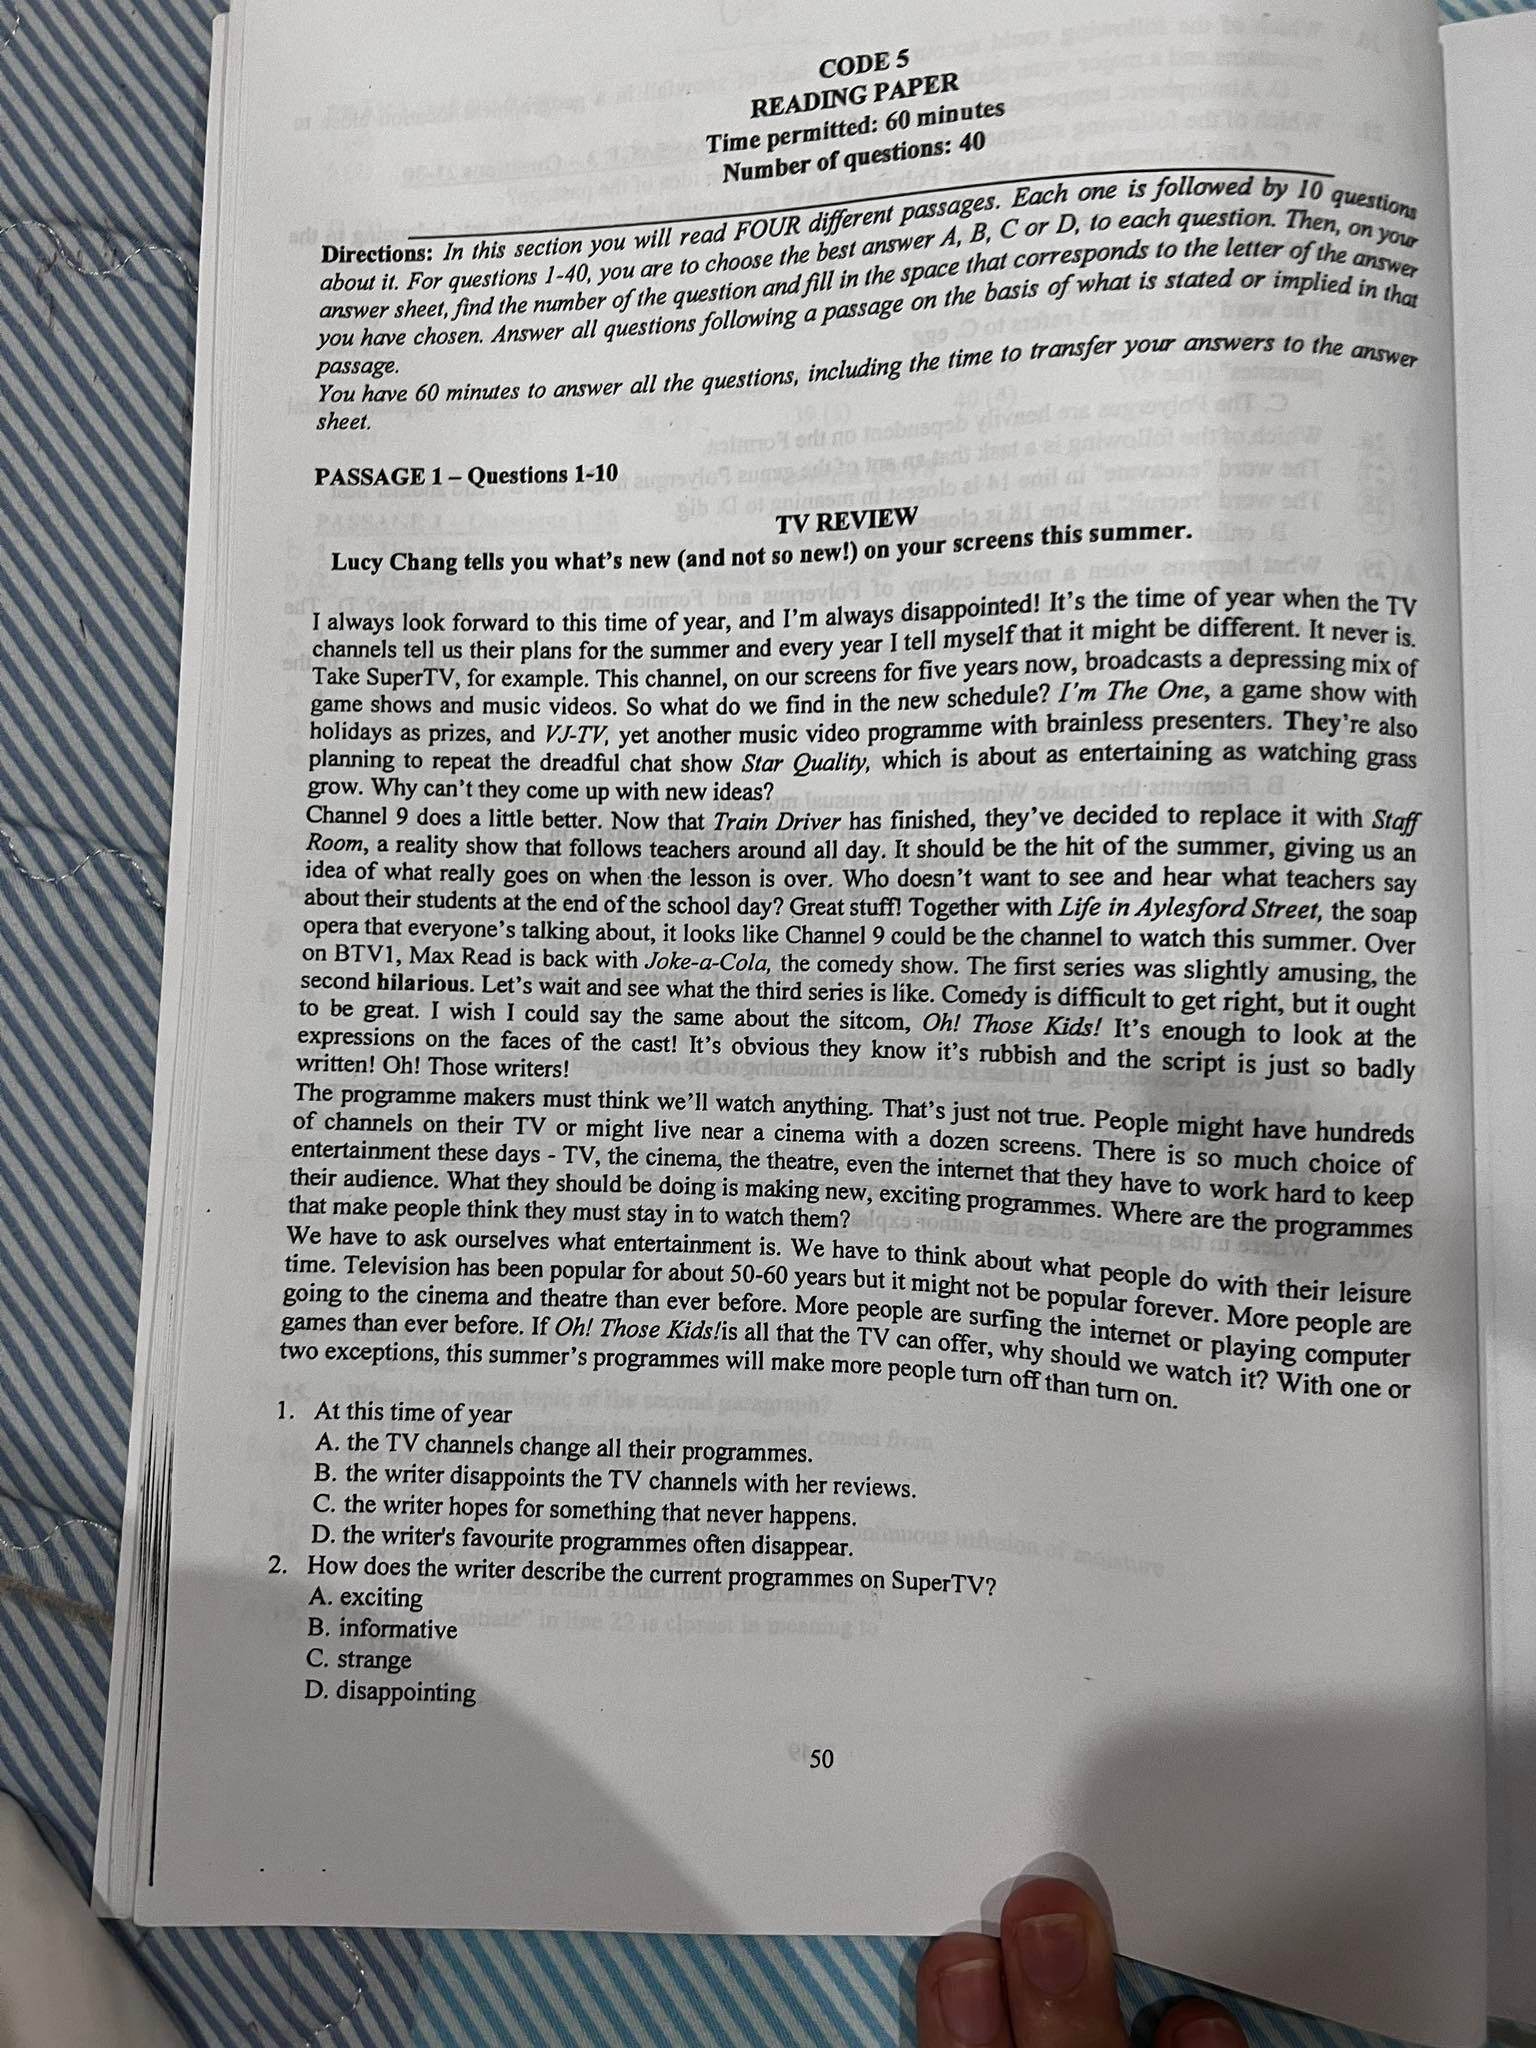 CODE 5
READING PAPER
Time permitted: 60 minutes
Number of questions: 40
Directions: In this section you will read FOUR different passages. Each one is followed by 10 questions
about it. For questions 1-40, you are to choose the best answer A, B, C or D, to each question. Then, on your
answer sheet, find the number of the question and fill in the space that corresponds to the letter of the answer
you have chosen. Answer all questions following a passage on the basis of what is stated or implied in that
passage.
You have 60 minutes to answer all the questions, including the time to transfer your answers to the answer
sheet.
PASSAGE 1 – Questions 1-10
TV REVIEW
Lucy Chang tells you what's new (and not so new!) on your screens this summer.
I always look forward to this time of year, and I'm always disappointed! It's the time of year when the TV
channels tell us their plans for the summer and every year I tell myself that it might be different. It never is.
Take SuperTV, for example. This channel, on our screens for five years now, broadcasts a depressing mix of
game shows and music videos. So what do we find in the new schedule? I'm The One, a game show with
holidays as prizes, and VJ-TV, yet another music video programme with brainless presenters. They're also
planning to repeat the dreadful chat show Star Quality, which is about as entertaining as watching grass
grow. Why can't they come up with new ideas?
Channel 9 does a little better. Now that Train Driver has finished, they've decided to replace it with Staff
Room, a reality show that follows teachers around all day. It should be the hit of the summer, giving us an
idea of what really goes on when the lesson is over. Who doesn't want to see and hear what teachers say
about their students at the end of the school day? Great stuff! Together with Life in Aylesford Street, the soap
opera that everyone's talking about, it looks like Channel 9 could be the channel to watch this summer. Over
on BTV1, Max Read is back with Joke-a-Cola, the comedy show. The first series was slightly amusing, the
second hilarious. Let's wait and see what the third series is like. Comedy is difficult to get right, but it ought
to be great. I wish I could say the same about the sitcom, Oh! Those Kids! It's enough to look at the
expressions on the faces of the cast! It's obvious they know it's rubbish and the script is just so badly
written! Oh! Those writers!
The programme makers must think we'll watch anything. That's just not true. People might have hundreds
of channels on their TV or might live near a cinema with a dozen screens. There is so much choice of
entertainment these days - TV, the cinema, the theatre, even the internet that they have to work hard to keep
their audience. What they should be doing is making new, exciting programmes. Where are the programmes
that make people think they must stay in to watch them?
We have to ask ourselves what entertainment is. We have to think about what people do with their leisure
time. Television has been popular for about 50-60 years but it might not be popular forever. More people are
going to the cinema and theatre than ever before. More people are surfing the internet or playing computer
games than ever before. If Oh! Those Kids!is all that the TV can offer, why should we watch it? With one or
two exceptions, this summer's programmes will make more people turn off than turn on.
1. At this time of year
A. the TV channels change all their programmes.
B. the writer disappoints the TV channels with her reviews.
C. the writer hopes for something that never happens.
D. the writer's favourite programmes often disappear.
2. How does the writer describe the current programmes on SuperTV?
A. exciting
B. informative
C. strange
D. disappointing
50